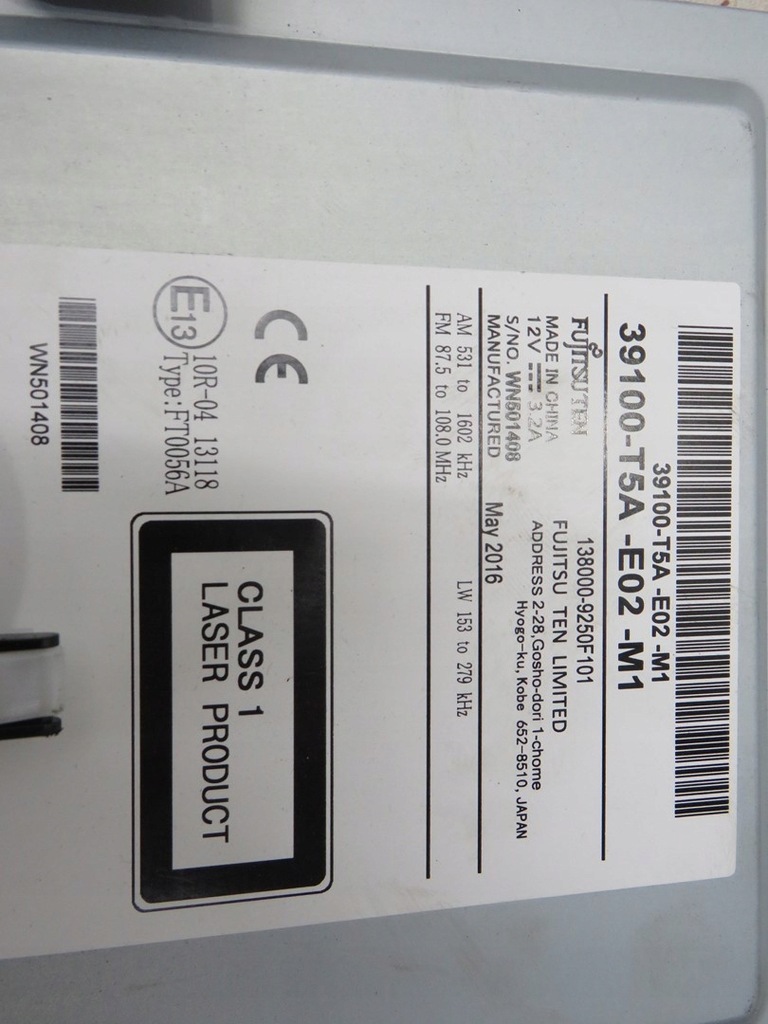 39100-T5A -E02 -M1
39100-T5A -E02 -M1
FUJITSU TEN
138000-9250F101
MADE IN CHINA
FUJITSU TEN LIMITED
12V 3.2A
ADDRESS 2-28,Gosho-dori 1-chome
S/NO. WN501408
Hyogo-ku, Kobe 652-8510, JAPAN
MANUFACTURED May 2016
AM 531 to 1602 kHz LW 153 to 279 kHz
FM 87.5 to 108.0 MHz
CE
E13
10R-04 13118
Type:FT0056A
CLASS 1
LASER PRODUCT
WN501408